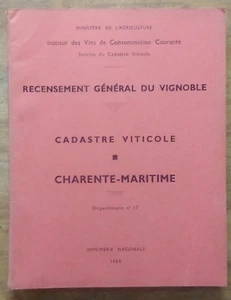 MINISTÈRE DE L'AGRICULTURE
Institut des Vins de Consommation Courante
Service du Cadastre Viticole
RECENSEMENT GÉNÉRAL DU VIGNOBLE
CADASTRE VITICOLE
CHARENTE-MARITIME
Département n° 17
IMPRIMERIE NATIONALE